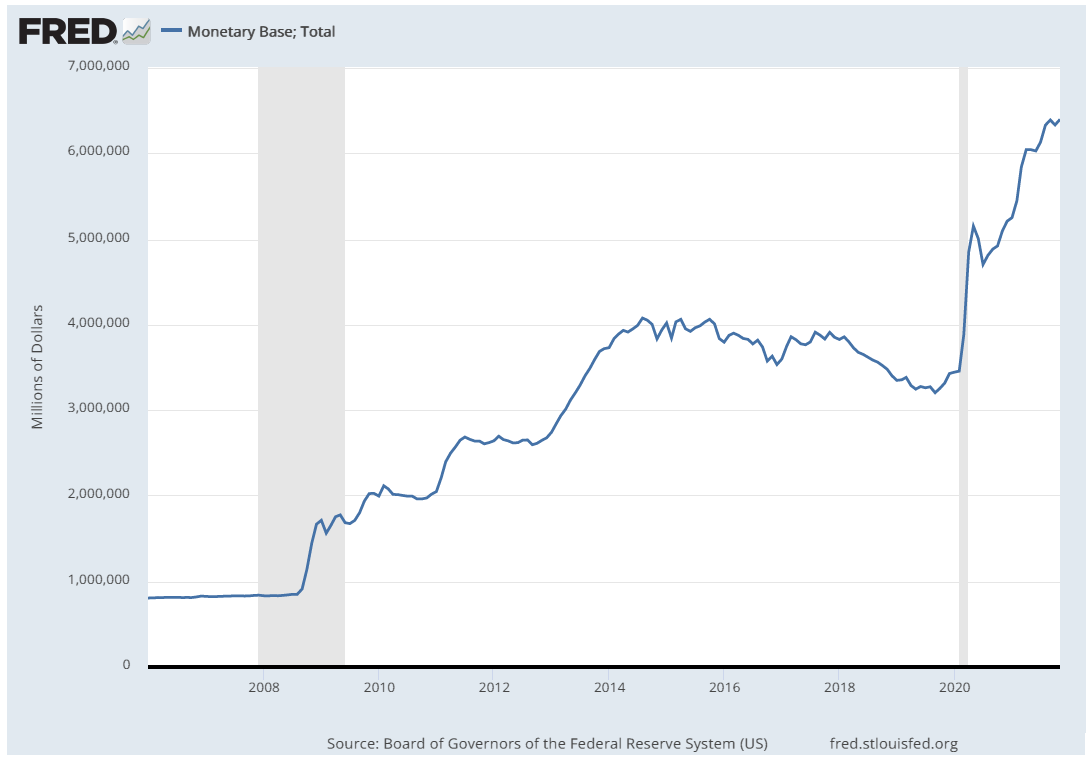 FRED
Monetary Base; Total
7,000,000
6,000,000
5,000,000
4,000,000
3,000,000
2,000,000
1,000,000
0
Millions of Dollars
2008 2010 2012 2014 2016 2018 2020
Source: Board of Governors of the Federal Reserve System (US)
fred.stlouisfed.org